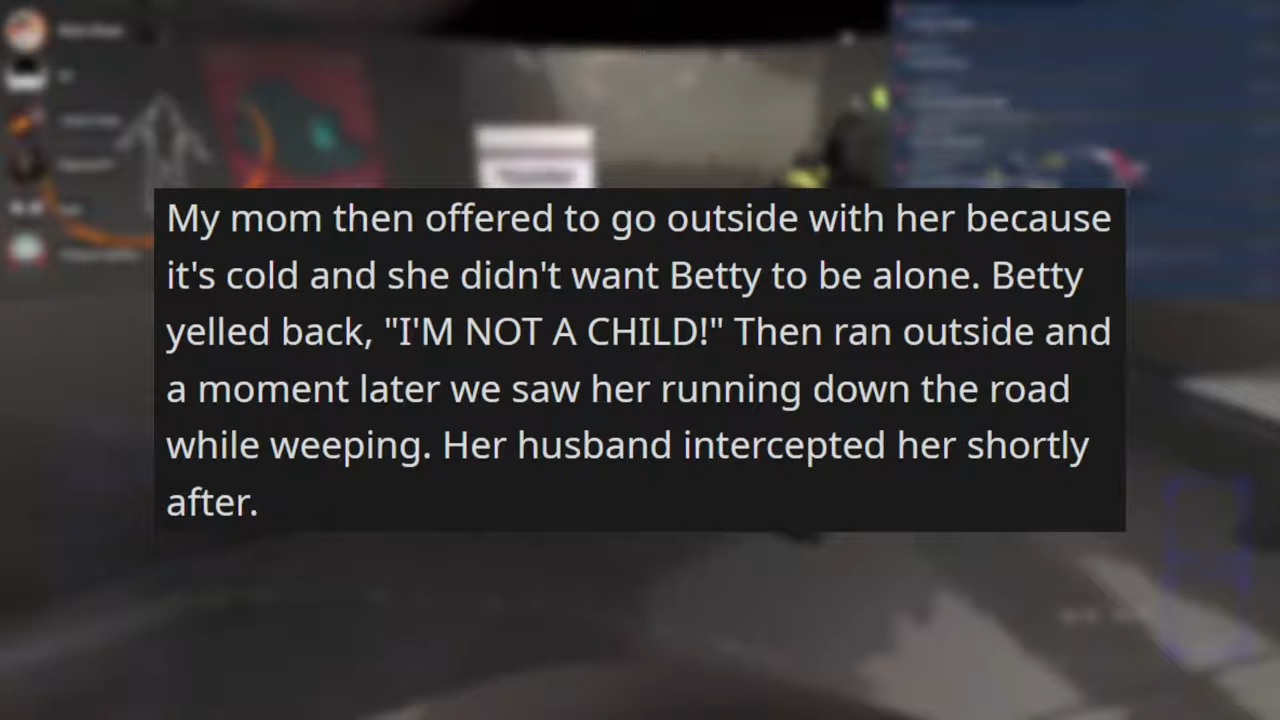 My mom then offered to go outside with her because
it's cold and she didn't want Betty to be alone. Betty
yelled back, "I'M NOT A CHILD!" Then ran outside and
a moment later we saw her running down the road
while weeping. Her husband intercepted her shortly
after.